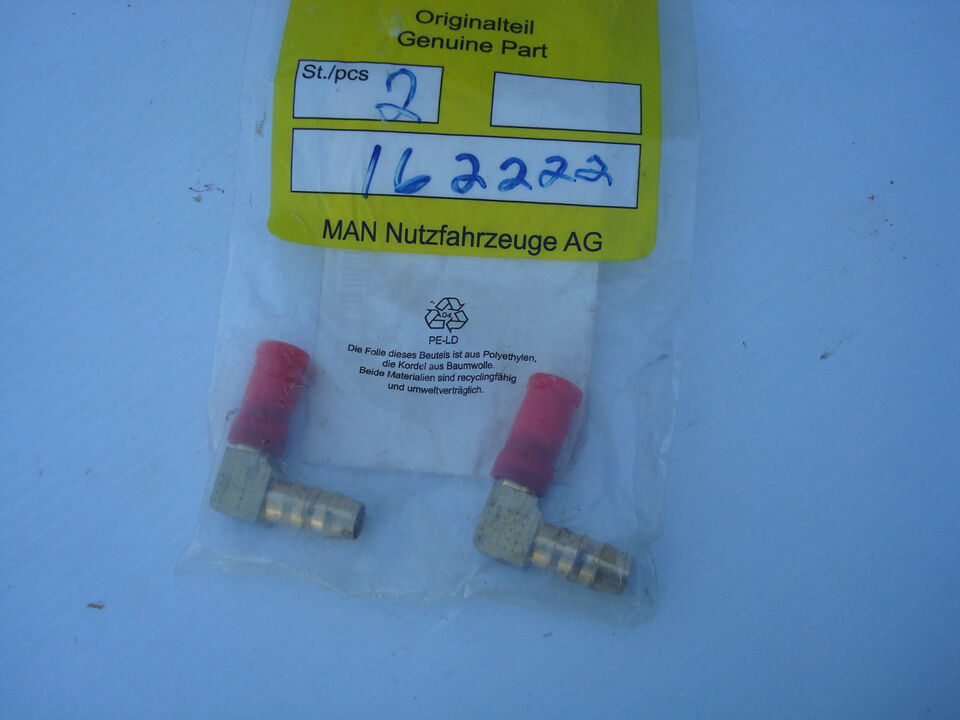 Originalteil
Genuine Part
St./pcs 2
162222
MAN Nutzfahrzeuge AG
04
PE-LD
Die Folie dieses Beutels ist aus Polyethylen,
die Kordel aus Baumwolle.
Beide Materialien sind recyclingfähig
und umweltverträglich.